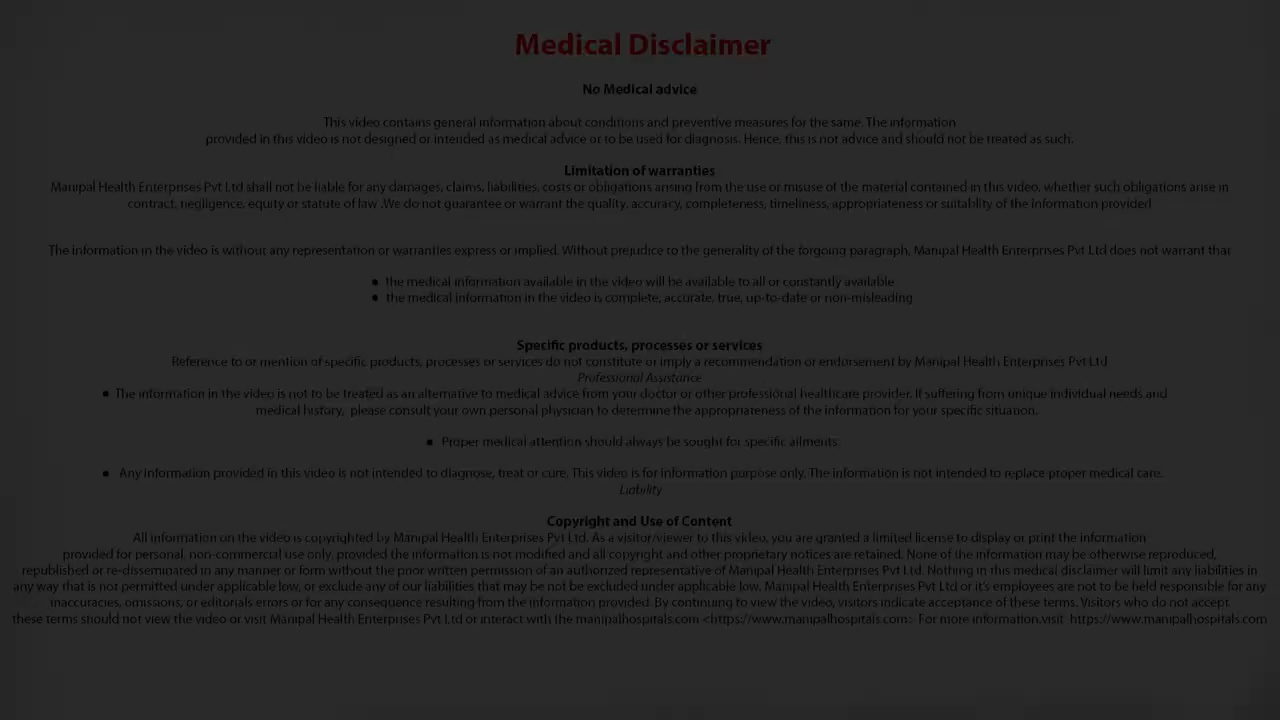 Medical Disclaimer
No Medical advice
This video contains general information about conditions and preventive measures for the same. The information
provided in this video is not designed or intended as medical advice or to be used for diagnosis. Hence, this is not advice and should not be treated as such.
Limitation of warranties
Manipal Health Enterprises Pvt Ltd shall not be liable for any damages, claims, liabilities, costs or obligations arising from the use or misuse of the material contained in this video, whether such obligations arise in
contract, negligence, equity or statute of law .We do not guarantee or warrant the quality, accuracy, completeness, timeliness, appropriateness or suitablity of the information provided
The information in the video is without any representation or warranties express or implied. Without prejudice to the generality of the forgoing paragraph, Manipal Health Enterprises Pvt Ltd does not warrant that
● the medical information available in the video will be available to all or constantly available
● the medical information in the video is complete, accurate, true, up-to-date or non-misleading
Specific products, processes or services
Reference to or mention of specific products, processes or services do not constitute or imply a recommendation or endorsement by Manipal Health Enterprises Pvt Ltd
Professional Assistance
● The information in the video is not to be treated as an alternative to medical advice from your doctor or other professional healthcare provider. If suffering from unique individual needs and
medical history, please consult your own personal physician to determine the appropriateness of the information for your specific situation.
● Proper medical attention should always be sought for specific ailments
● Any information provided in this video is not intended to diagnose, treat or cure. This video is for information purpose only. The information is not intended to replace proper medical care.
Liability
Copyright and Use of Content
All information on the video is copyrighted by Manipal Health Enterprises Pvt Ltd. As a visitor/viewer to this video, you are granted a limited license to display or print the information
provided for personal, non-commercial use only, provided the information is not modified and all copyright and other proprietary notices are retained. None of the information may be otherwise reproduced,
republished or re-disseminated in any manner or form without the prior written permission of an authorized representative of Manipal Health Enterprises Pvt Ltd. Nothing in this medical disclaimer will limit any liabilities in
any way that is not permitted under applicable low, or exclude any of our liabilities that may be not be excluded under applicable low. Manipal Health Enterprises Pvt Ltd or it's employees are not to be held responsible for any
inaccuracies, omissions, or editorials errors or for any consequence resulting from the information provided. By continuing to view the video, visitors indicate acceptance of these terms. Visitors who do not accept
these terms should not view the video or visit Manipal Health Enterprises Pvt Ltd or interact with the manipalhospitals.com <https://www.manipalhospitals.com> For more information.visit https://www.manipalhospitals.com